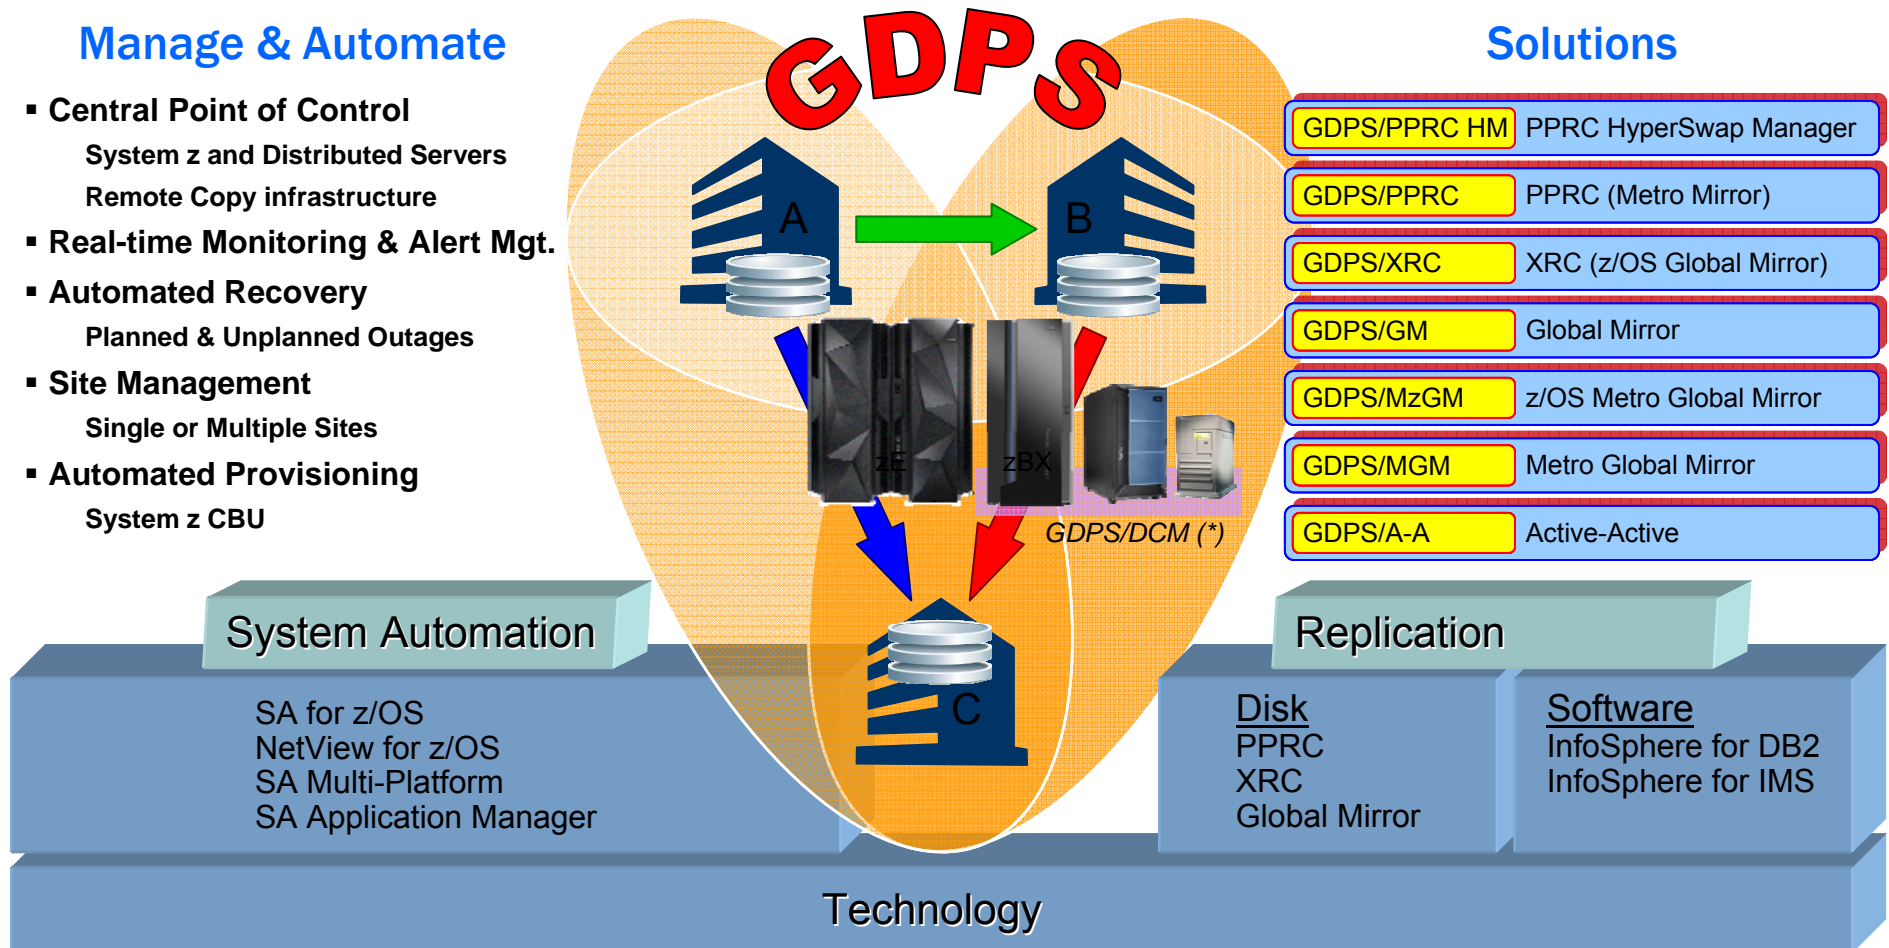 GDPS
Manage & Automate
▪ Central Point of Control
System z and Distributed Servers
Remote Copy infrastructure
▪ Real-time Monitoring & Alert Mgt.
▪ Automated Recovery
Planned & Unplanned Outages
▪ Site Management
Single or Multiple Sites
▪ Automated Provisioning
System z CBU
A
B
zE
zBX
GDPS/DCM (*)
C
Solutions
GDPS/PPRC HM PPRC HyperSwap Manager
GDPS/PPRC PPRC (Metro Mirror)
GDPS/XRC XRC (z/OS Global Mirror)
GDPS/GM Global Mirror
GDPS/MzGM z/OS Metro Global Mirror
GDPS/MGM Metro Global Mirror
GDPS/A-A Active-Active
System Automation
SA for z/OS
NetView for z/OS
SA Multi-Platform
SA Application Manager
Replication
Disk
PPRC
XRC
Global Mirror
Software
InfoSphere for DB2
InfoSphere for IMS
Technology